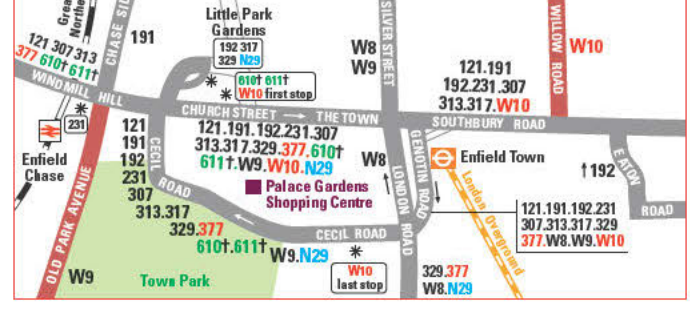 Grea
Northe
CHASE SID
191
121 307 313
377 610† 611†
WINDMILL HILL
*
231
Enfield
Chase
OLD PARK AVENUE
W9
Little Park
Gardens
192 317
329 N29
*
*
610† 611†
W10 first stop
CHURCH STREET → THE TOWN
121.191.192.231.307
313.317.329.377.610†
611†.W9.W10.N29
Palace Gardens
Shopping Centre
121
191
192
231
307
313.317
329.377
610†.611†
W9.N29
CECIL ROAD
CECIL ROAD
Town Park
*
W10
last stop
W8
W9
SILVER STREET
W8
LONDON ROAD
GENOTIN ROAD
329.377
W8.N29
121.191
192.231.307
313.317.W10
WILLOW ROAD
W10
SOUTHBURY ROAD
Enfield Town
London Overground
↑192
EATON
ROAD
121.191.192.231
307.313.317.329
377.W8.W9.W10